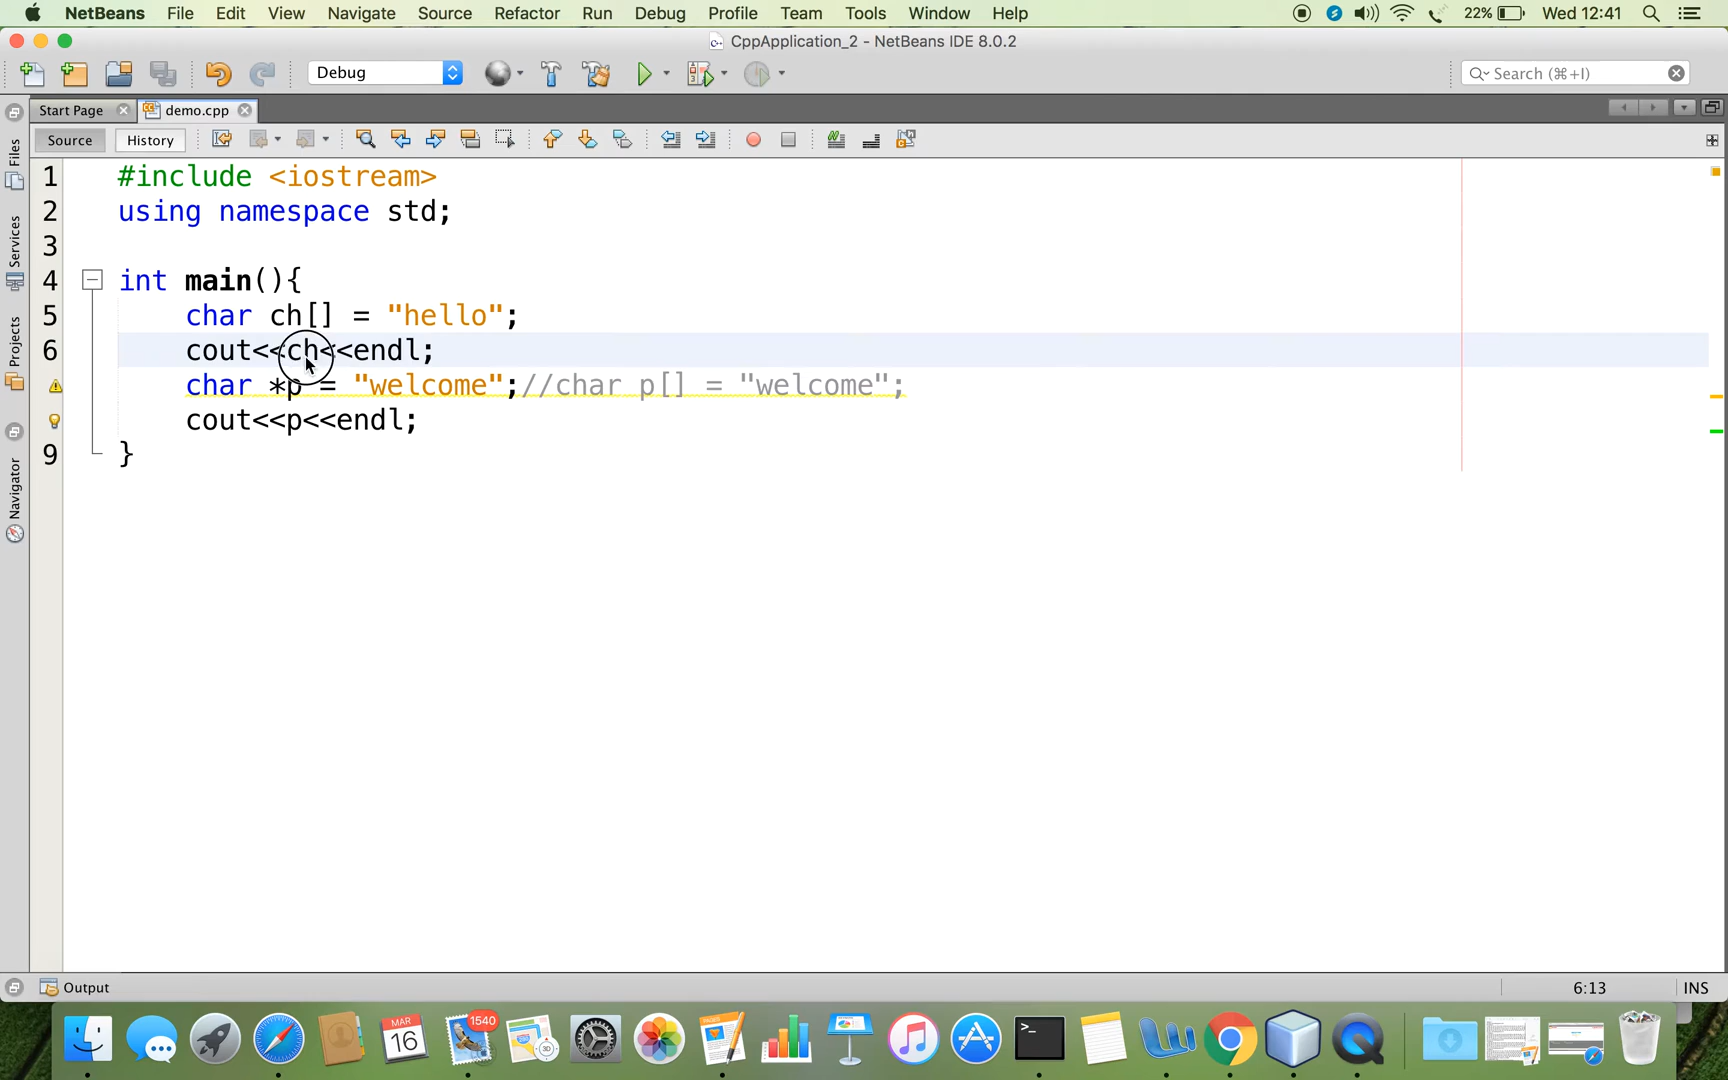 NetBeans File Edit View Navigate Source Refactor Run Debug Profile Team Tools Window Help 22% Wed 12:41
CppApplication_2 - NetBeans IDE 8.0.2
Debug Search (⌘+I)
Start Page demo.cpp
Source History
Files
Services
Projects
Navigator
1 #include <iostream>
2 using namespace std;
3
4 int main(){
5 char ch[] = "hello";
6 cout<<ch<<endl;
char *p = "welcome";//char p[] = "welcome";
cout<<p<<endl;
9 }
Output 6:13 INS
MAR
16
1540
3D
>_